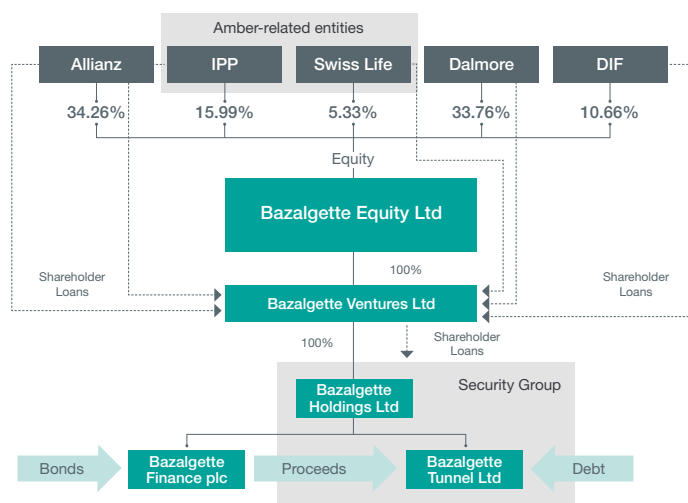 Amber-related entities
Allianz
IPP
Swiss Life
Dalmore
DIF
34.26%
15.99%
5.33%
33.76%
10.66%
Equity
Bazalgette Equity Ltd
100%
Shareholder
Loans
Shareholder
Loans
Bazalgette Ventures Ltd
100%
Shareholder
Loans
Security Group
Bazalgette
Holdings Ltd
Bonds
Bazalgette
Finance plc
Proceeds
Bazalgette
Tunnel Ltd
Debt